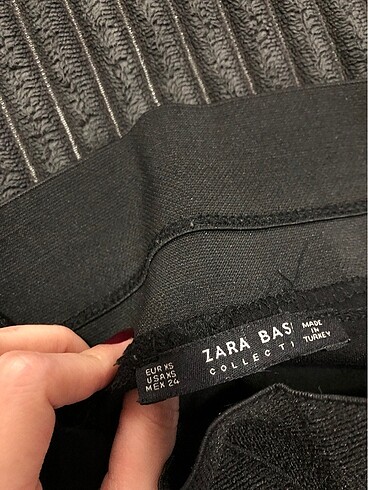 EUR XS
USA XS
MEX 24
ZARA BAS
COLLECTI
MADE
IN
TURKEY